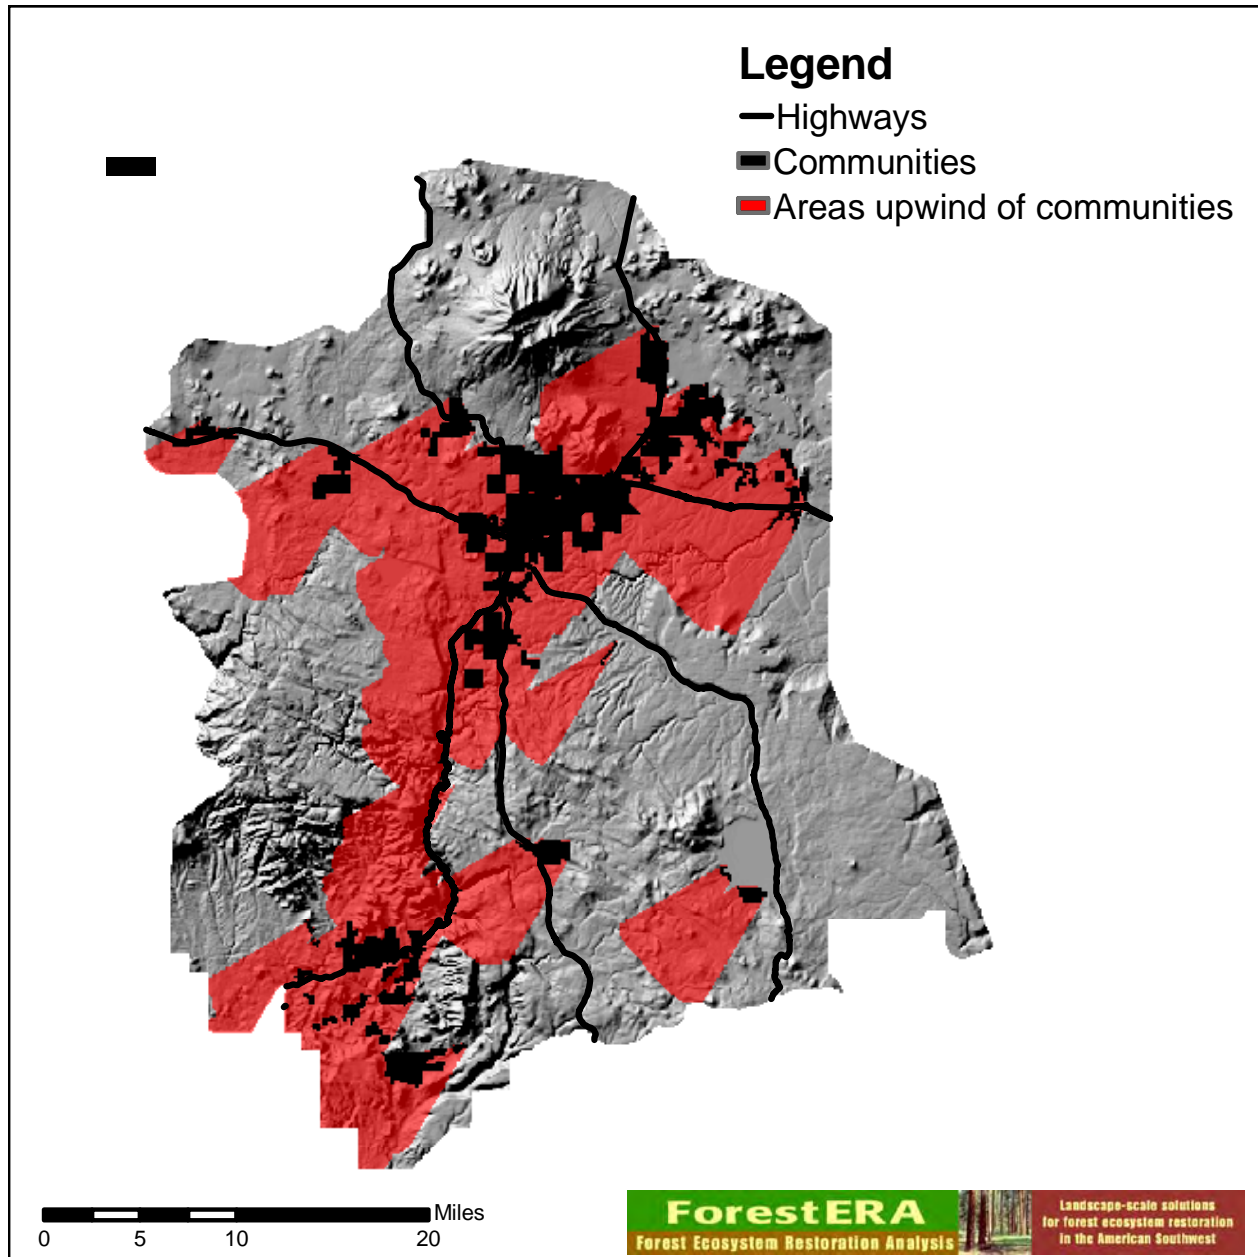 Legend
Highways
Communities
Areas upwind of communities
Miles
0 5 10 20
ForestERA
Forest Ecosystem Restoration Analysis
Landscape-scale solutions
for forest ecosystem restoration
in the American Southwest